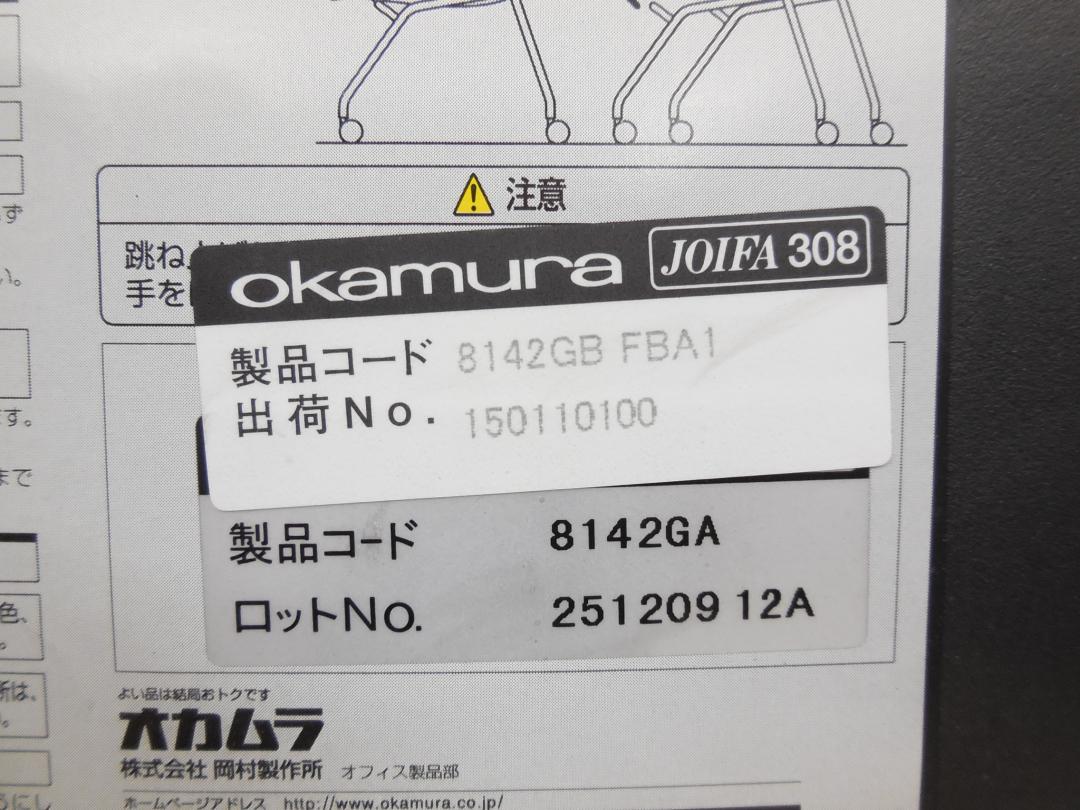 注意
跳ね
手を
okamura JOIFA 308
製品コード 8142GB FBA1
出荷No. 150110100
製品コード 8142GA
ロットNo. 251209 12A
よい品は結局おトクです
オカムラ
株式会社 岡村製作所 オフィス製品部
ホームページアドレス http://www.okamura.co.jp/
ず
い。
す。
まで
色、
所は、